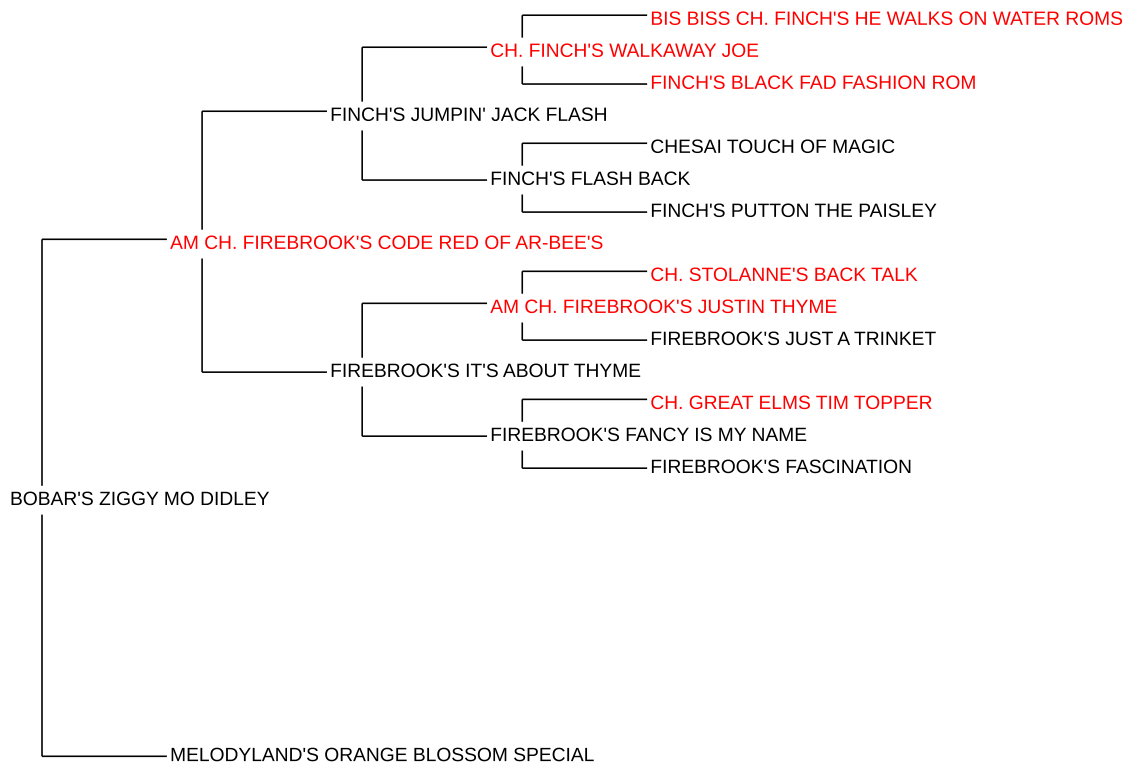 BIS BISS CH. FINCH'S HE WALKS ON WATER ROMS
CH. FINCH'S WALKAWAY JOE
FINCH'S BLACK FAD FASHION ROM
FINCH'S JUMPIN' JACK FLASH
CHESAI TOUCH OF MAGIC
FINCH'S FLASH BACK
FINCH'S PUTTON THE PAISLEY
AM CH. FIREBROOK'S CODE RED OF AR-BEE'S
CH. STOLANNE'S BACK TALK
AM CH. FIREBROOK'S JUSTIN THYME
FIREBROOK'S JUST A TRINKET
FIREBROOK'S IT'S ABOUT THYME
CH. GREAT ELMS TIM TOPPER
FIREBROOK'S FANCY IS MY NAME
FIREBROOK'S FASCINATION
BOBAR'S ZIGGY MO DIDLEY
MELODYLAND'S ORANGE BLOSSOM SPECIAL